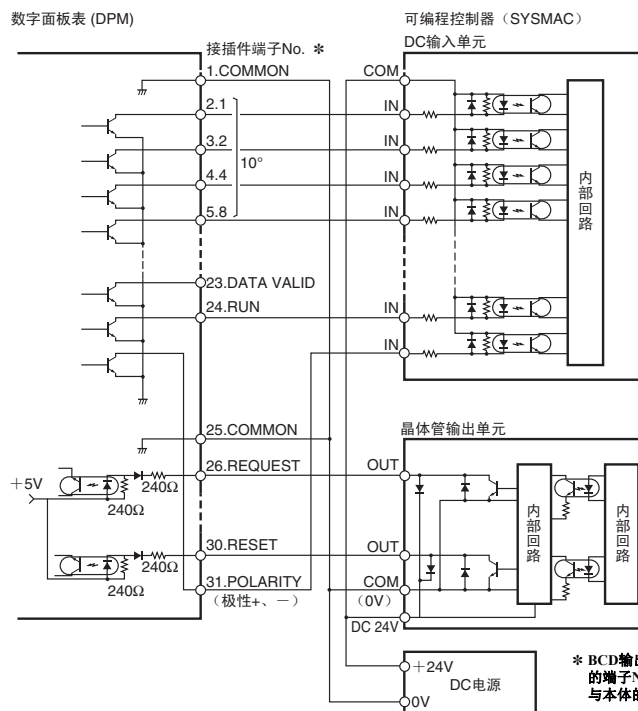 数字面板表 (DPM)
可编程控制器（SYSMAC）
DC输入单元
接插件端子No. ＊
1.COMMON
COM
2.1
IN
3.2
IN
10°
4.4
IN
5.8
IN
内部回路
23.DATA VALID
24.RUN
IN
IN
25.COMMON
晶体管输出单元
26.REQUEST
OUT
＋5V
240Ω
240Ω
内部回路
内部回路
30.RESET
OUT
240Ω
240Ω
31.POLARITY
（极性+、－）
COM
（0V）
DC 24V
＋24V
DC电源
0V
＊ BCD输出
的端子N
与本体的